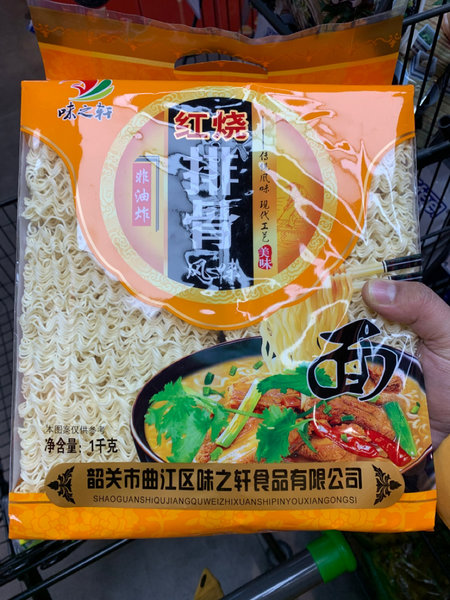 味之轩
红烧
排骨
风味
非油炸
传统风味 现代工艺
美味
面
本图案仅供参考
净含量：1千克
韶关市曲江区味之轩食品有限公司
SHAOGUANSHIQUJIANGQUWEIZHIXUANSHIPINYOUXIANGONGSI